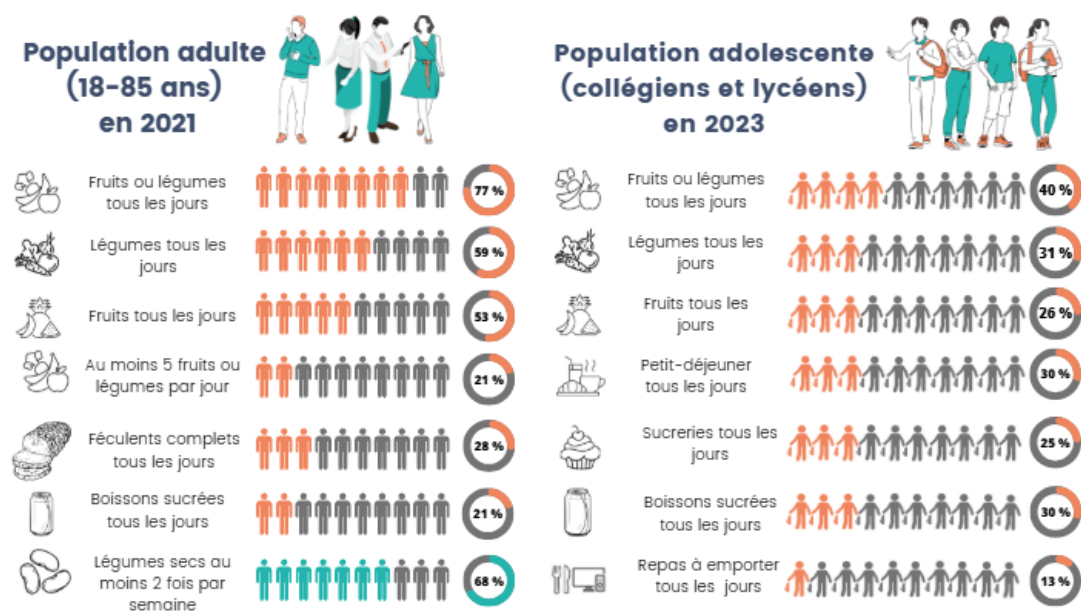 Population adulte
(18-85 ans)
en 2021
Fruits ou légumes
tous les jours
77 %
Légumes tous les
jours
59 %
Fruits tous les jours
53 %
Au moins 5 fruits ou
légumes par jour
21 %
Féculents complets
tous les jours
28 %
Boissons sucrées
tous les jours
21 %
Légumes secs au
moins 2 fois par
semaine
68 %
Population adolescente
(collégiens et lycéens)
en 2023
Fruits ou légumes
tous les jours
40 %
Légumes tous les
jours
31 %
Fruits tous les
jours
26 %
Petit-déjeuner
tous les jours
30 %
Sucreries tous les
jours
25 %
Boissons sucrées
tous les jours
30 %
Repas à emporter
tous les jours
13 %